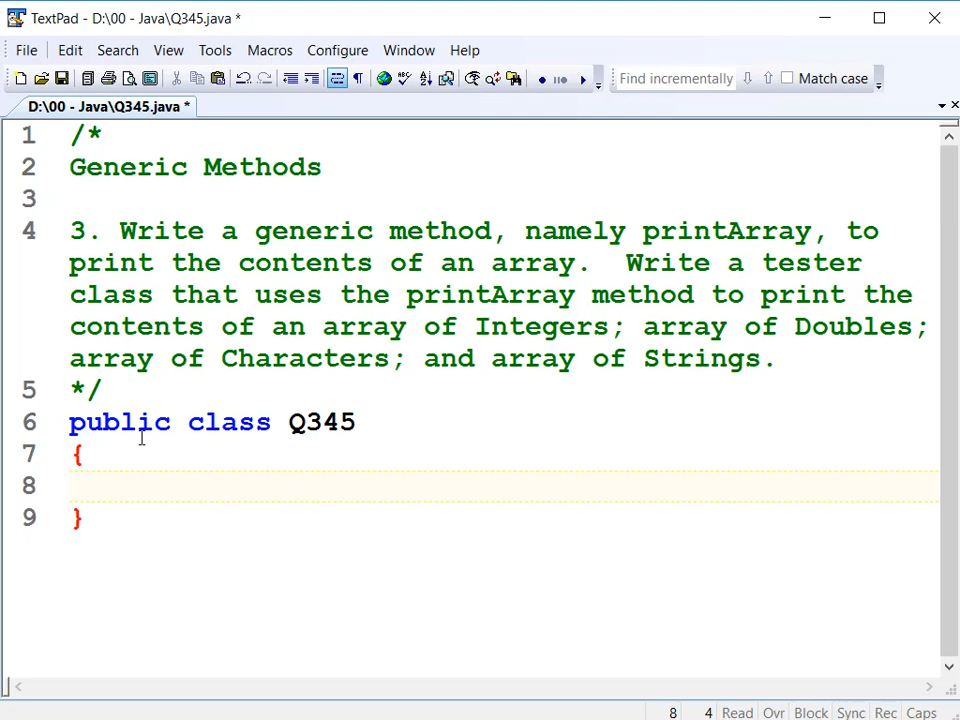 TextPad - D:\00 - Java\Q345.java *
File Edit Search View Tools Macros Configure Window Help
Find incrementally Match case
D:\00 - Java\Q345.java *
1 /*
2 Generic Methods
3
4 3. Write a generic method, namely printArray, to
print the contents of an array.  Write a tester
class that uses the printArray method to print the
contents of an array of Integers; array of Doubles;
array of Characters; and array of Strings.
5 */
6 public class Q345
7 {
8
9 }
8 4 Read Ovr Block Sync Rec Caps